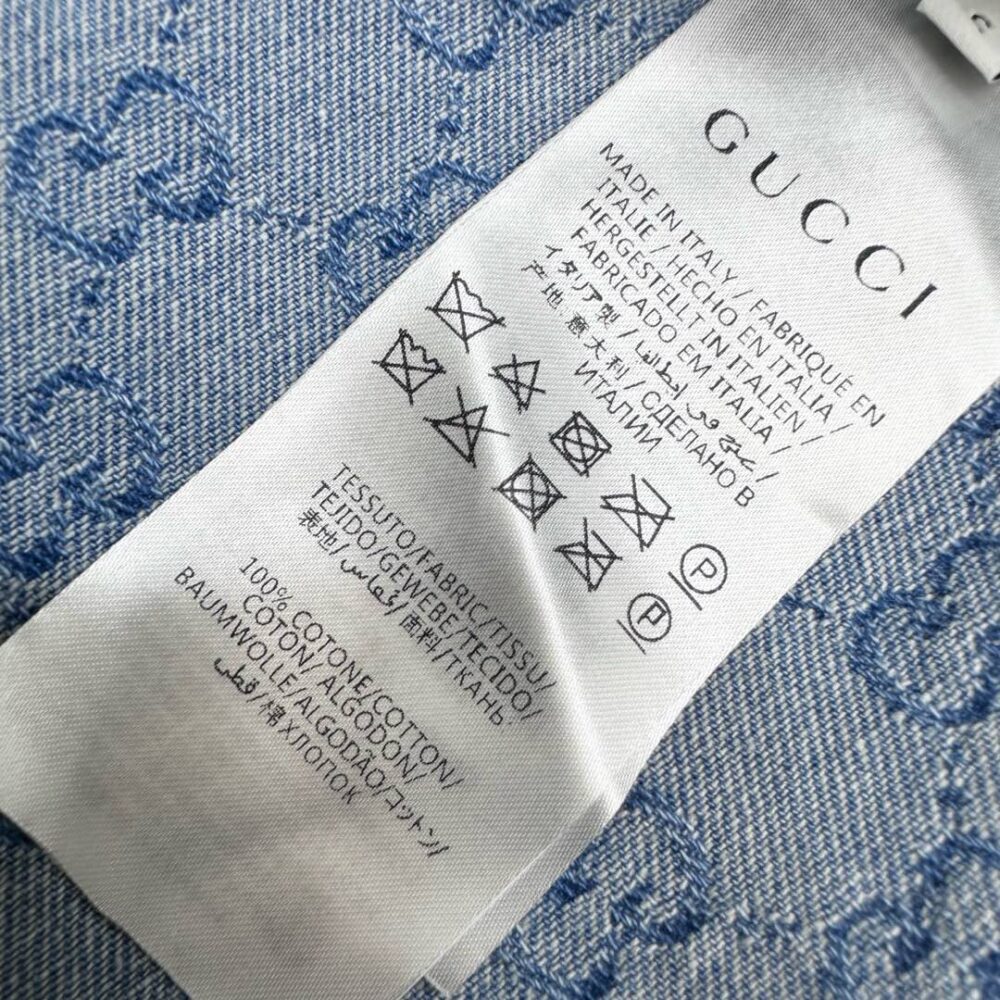 GUCCI
MADE IN ITALY / FABRIQUÉ EN
ITALIE / HECHO EN ITALIA /
HERGESTELLT IN ITALIEN /
FABRICADO EM ITALIA /
イタリア製 / صنع في إيطاليا /
产地 意大利 / СДЕЛАНО В
ИТАЛИИ
P
P
TESSUTO/FABRIC/TISSU/
TEJIDO/GEWEBE/TECIDO/
表地/قماش/面料/ТКАНЬ:
100% COTONE/COTTON/
COTON/ ALGODON/
BAUMWOLLE/ALGODÃO/コットン/
قطن/棉 ХЛОПОК